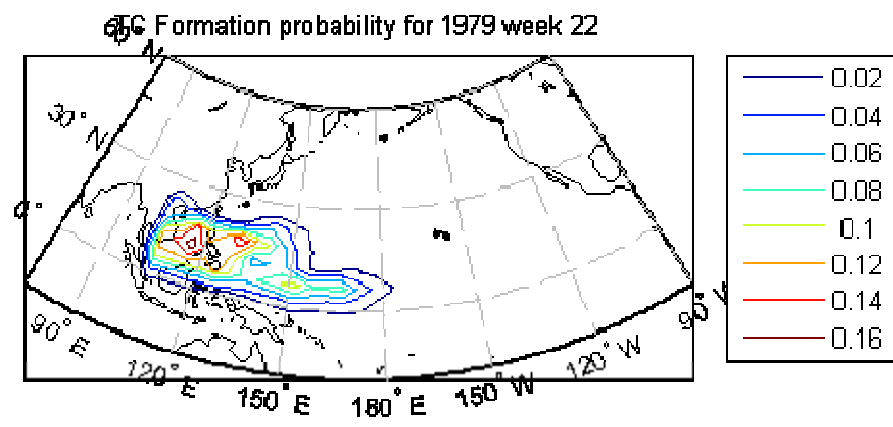 TC Formation probability for 1979 week 22
60° N
30° N
0°
90° E
120° E
150° E
180° E
150° W
120° W
90° W
0.02
0.04
0.06
0.08
0.1
0.12
0.14
0.16